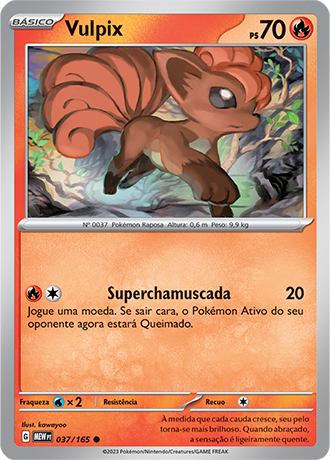 BÁSICO Vulpix PS 70
Nº 0037 Pokémon Raposa Altura: 0,6 m Peso: 9,9 kg
Superchamuscada 20
Jogue uma moeda. Se sair cara, o Pokémon Ativo do seu
oponente agora estará Queimado.
Fraqueza ×2 Resistência Recuo
Ilust. kawayoo
G MEW PT 037/165
À medida que cada cauda cresce, seu pelo
torna-se mais brilhoso. Quando abraçado,
a sensação é ligeiramente quente.
©2023 Pokémon/Nintendo/Creatures/GAME FREAK